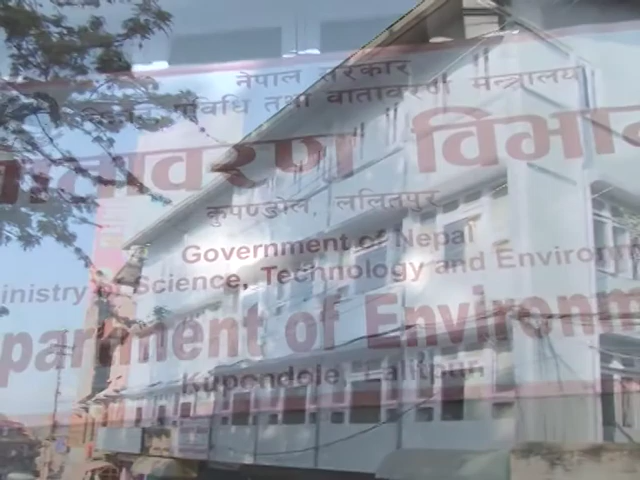 नेपाल सरकार
प्रविधि तथा वातावरण मन्त्रालय
वातावरण विभाग
कुपण्डोल, ललितपुर
Government of Nepal
Ministry of Science, Technology and Environment
Department of Environment
Kupondole, Lalitpur